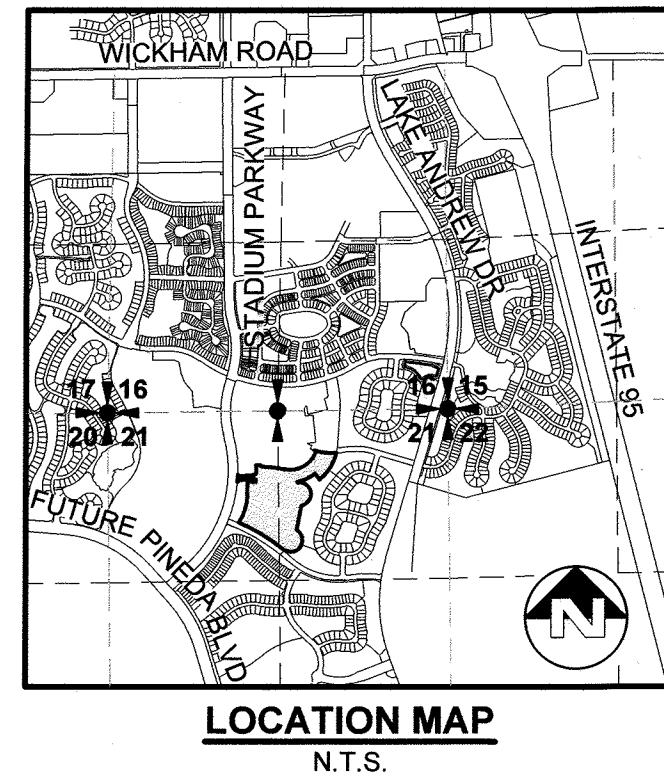 WICKHAM ROAD
STADIUM PARKWAY
LAKE ANDREW DR
INTERSTATE 95
17 16
20 21
16 15
21 22
FUTURE PINEDA BLVD
N
LOCATION MAP
N.T.S.